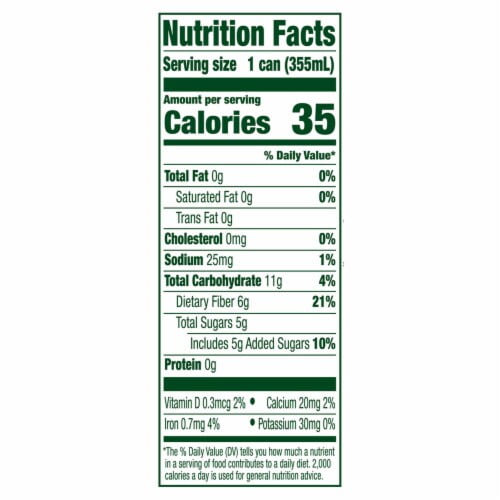 Nutrition Facts
Serving size 1 can (355mL)
Amount per serving
Calories 35
% Daily Value*
Total Fat 0g 0%
Saturated Fat 0g 0%
Trans Fat 0g
Cholesterol 0mg 0%
Sodium 25mg 1%
Total Carbohydrate 11g 4%
Dietary Fiber 6g 21%
Total Sugars 5g
Includes 5g Added Sugars 10%
Protein 0g
Vitamin D 0.3mcg 2% • Calcium 20mg 2%
Iron 0.7mg 4% • Potassium 30mg 0%
*The % Daily Value (DV) tells you how much a nutrient
in a serving of food contributes to a daily diet. 2,000
calories a day is used for general nutrition advice.